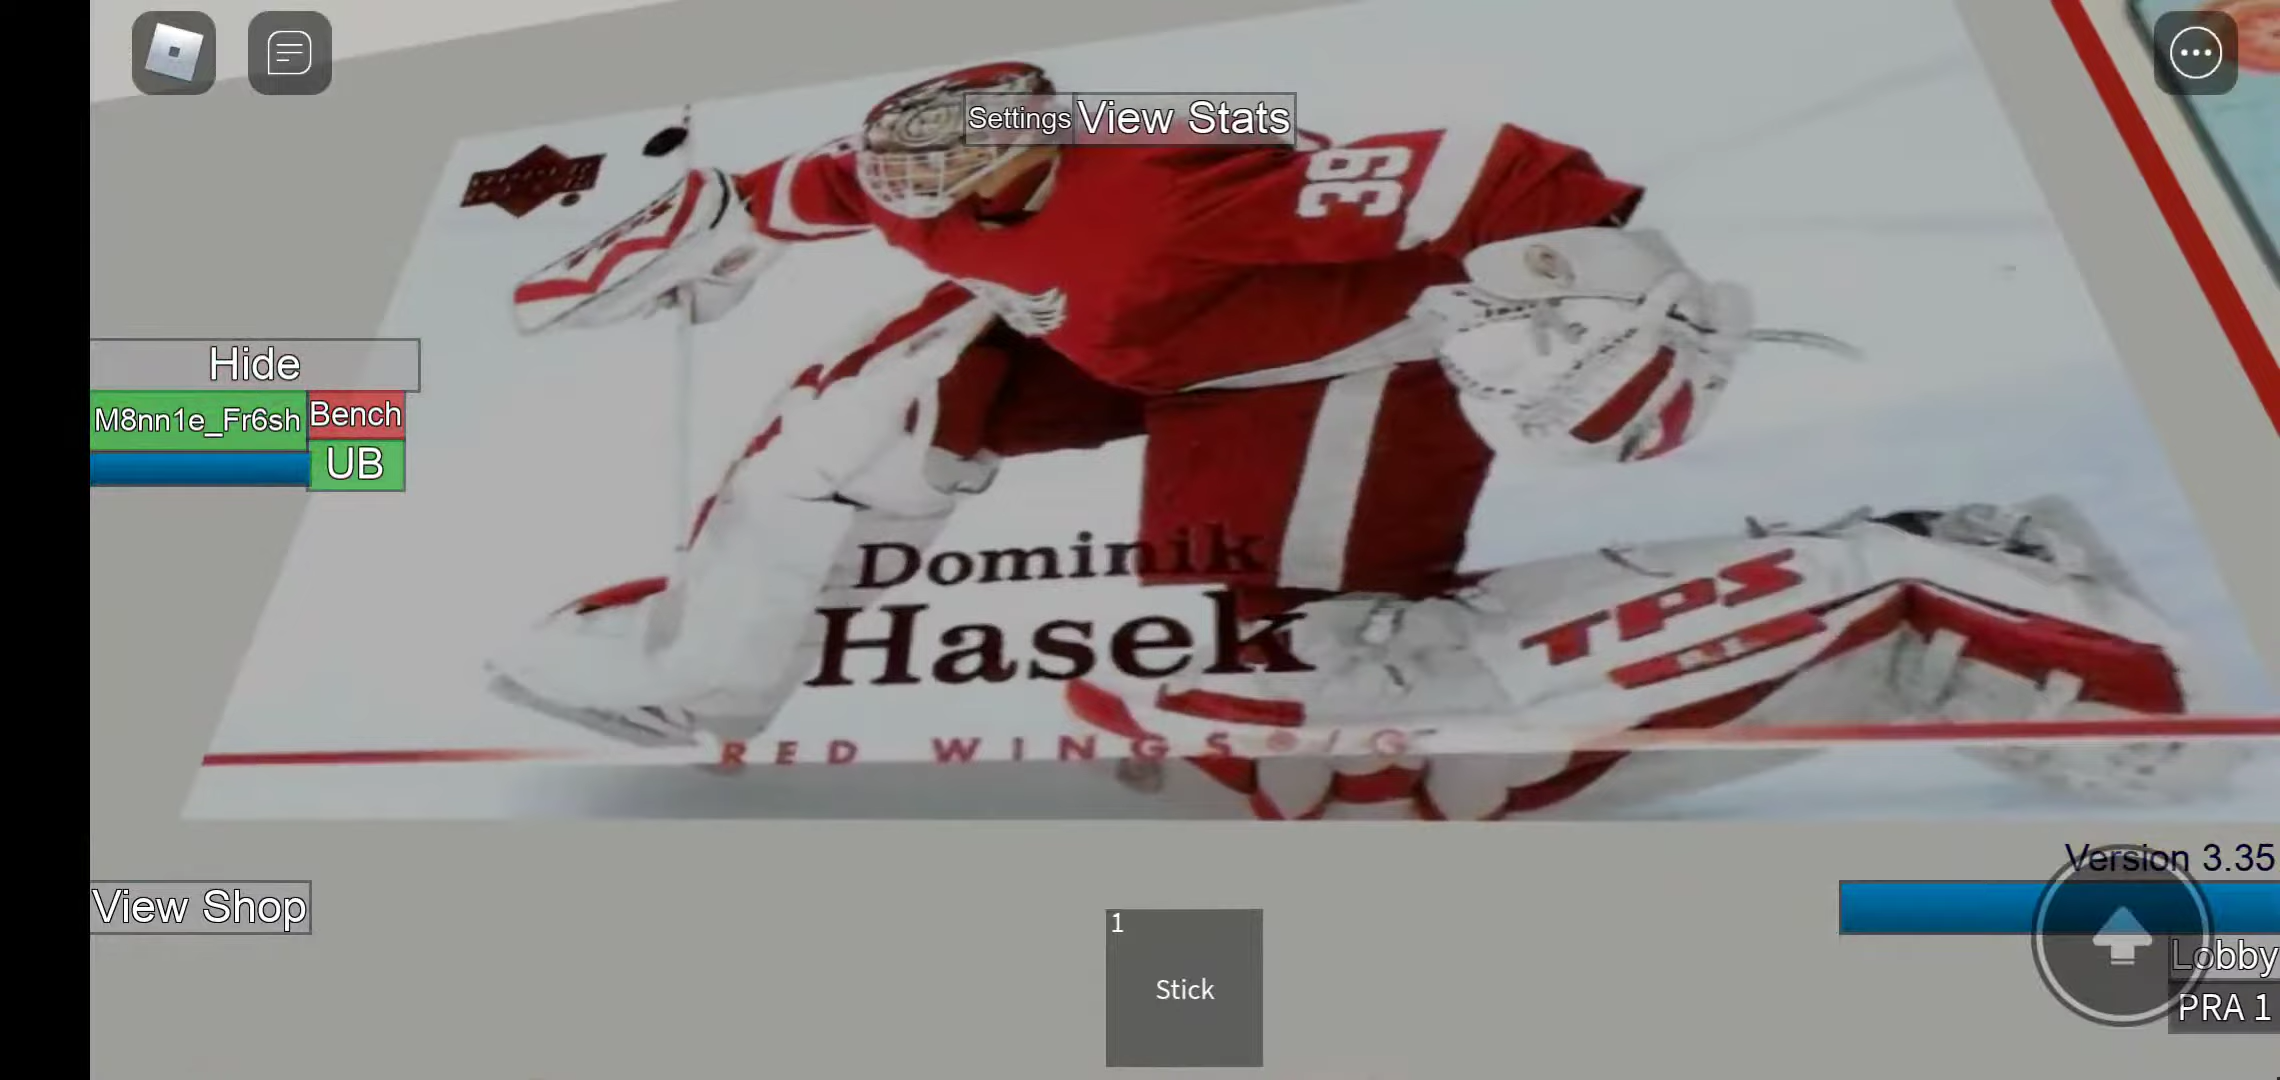 Settings
View Stats
39
Hide
M8nn1e_Fr6sh
Bench
UB
Dominik
Hasek
TPS
RED WINGS®/G
Version 3.35
View Shop
1
Stick
Lobby
PRA 1